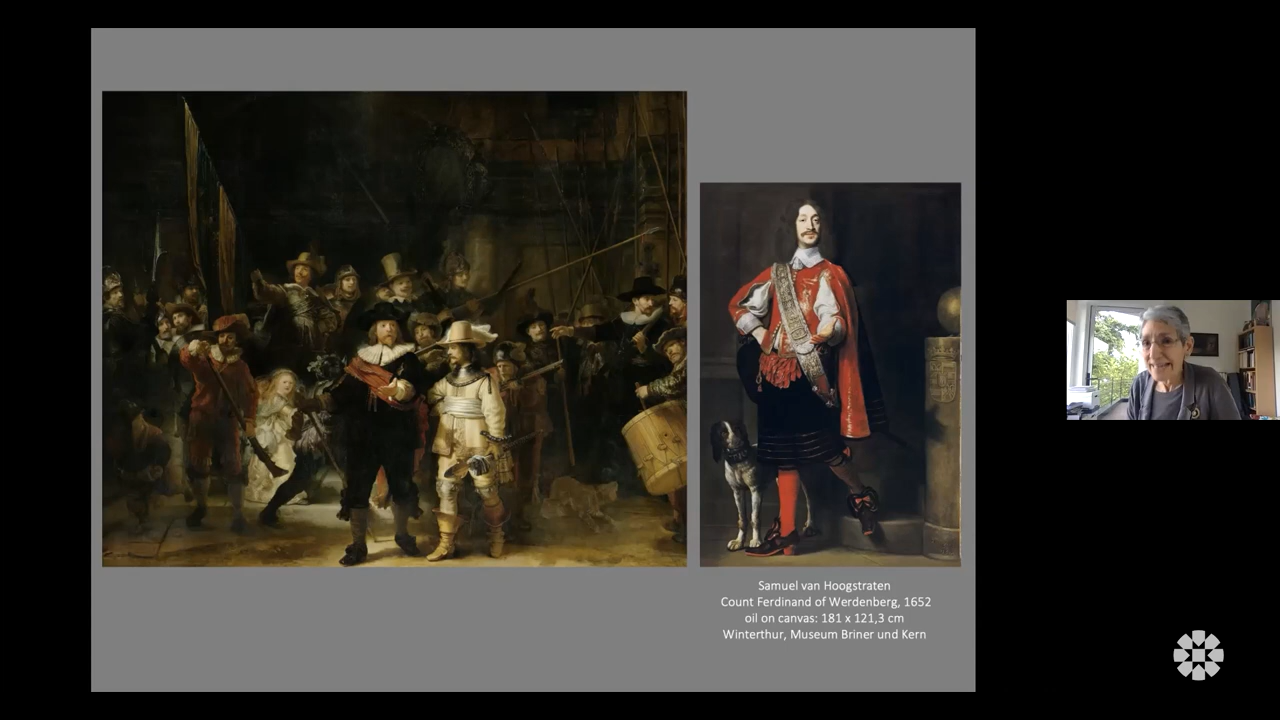 Samuel van Hoogstraten
Count Ferdinand of Werdenberg, 1652
oil on canvas: 181 x 121,3 cm
Winterthur, Museum Briner und Kern